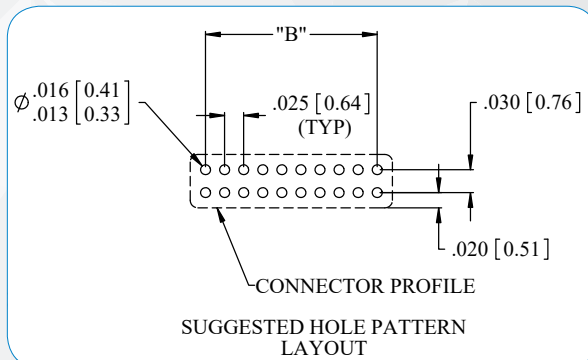 "B"
⌀ .016 [0.41]
.013 [0.33]
.025 [0.64]
(TYP)
.030 [0.76]
.020 [0.51]
CONNECTOR PROFILE
SUGGESTED HOLE PATTERN
LAYOUT